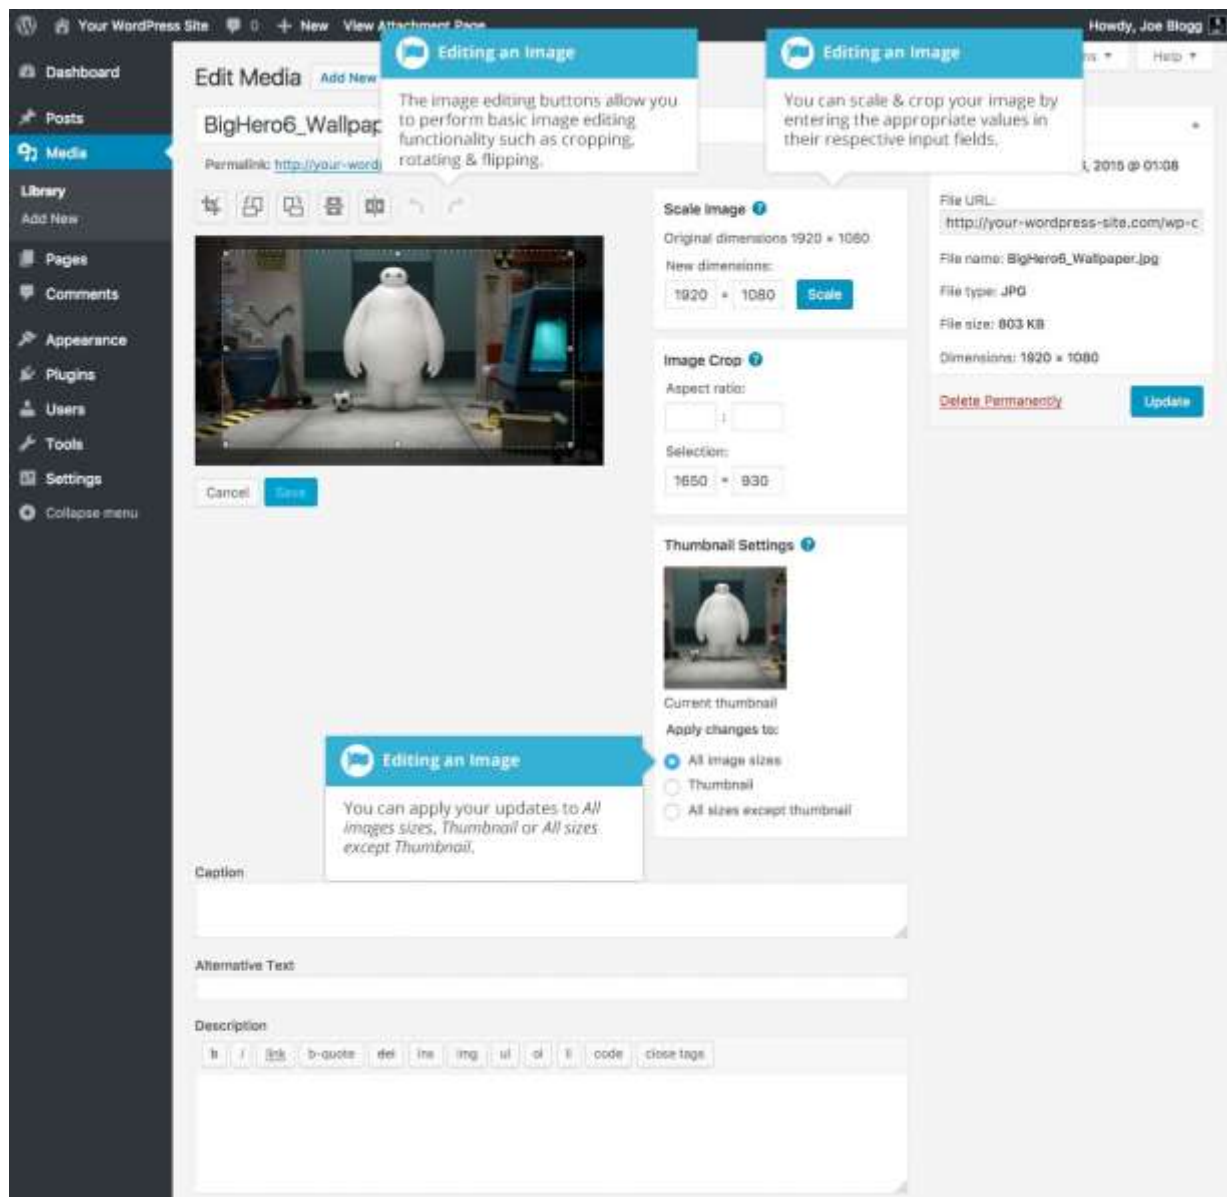 Your WordPress Site 0 + New View Attachment Page
Howdy, Joe Blogg
Dashboard
Posts
Media
Library
Add New
Pages
Comments
Appearance
Plugins
Users
Tools
Settings
Collapse menu
Edit Media Add New
Help
Editing an Image
The image editing buttons allow you
to perform basic image editing
functionality such as cropping,
rotating & flipping.
Editing an Image
You can scale & crop your image by
entering the appropriate values in
their respective input fields.
BigHero6_Wallpap
Permalink: http://your-wordp
Cancel Save
Scale Image
Original dimensions 1920 × 1080
New dimensions:
1920 × 1080 Scale
Image Crop
Aspect ratio:
:
Selection:
1650 × 930
Thumbnail Settings
Current thumbnail
Apply changes to:
All image sizes
Thumbnail
All sizes except thumbnail
Editing an Image
You can apply your updates to All
images sizes, Thumbnail or All sizes
except Thumbnail.
, 2015 @ 01:08
File URL:
http://your-wordpress-site.com/wp-c
File name: BigHero6_Wallpaper.jpg
File type: JPG
File size: 803 KB
Dimensions: 1920 × 1080
Delete Permanently Update
Caption
Alternative Text
Description
b i link b-quote del ins img ul ol li code close tags